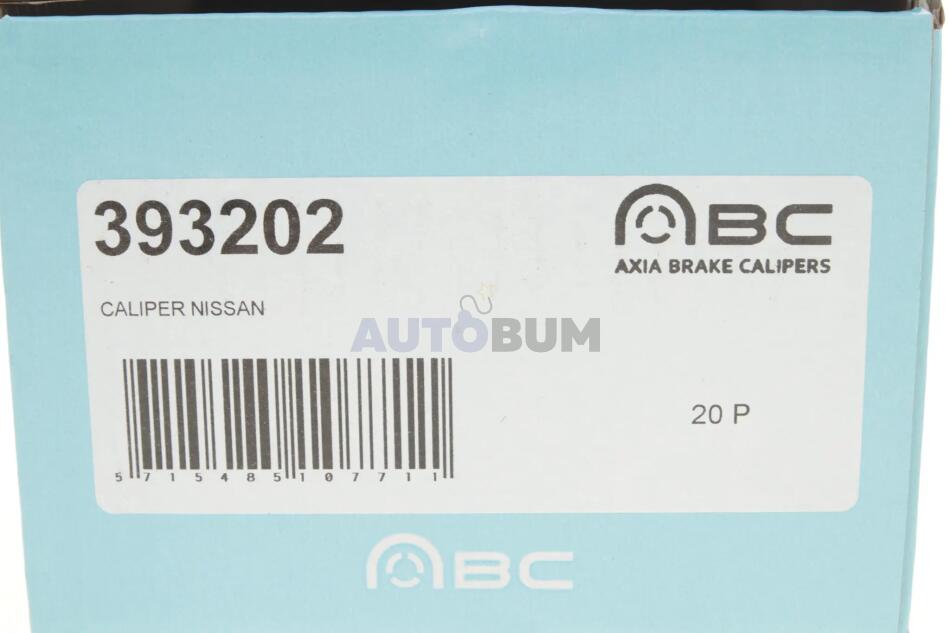 393202
ABC
AXIA BRAKE CALIPERS
CALIPER NISSAN
AUTOBUM
20 P
5 715485 107711
ABC